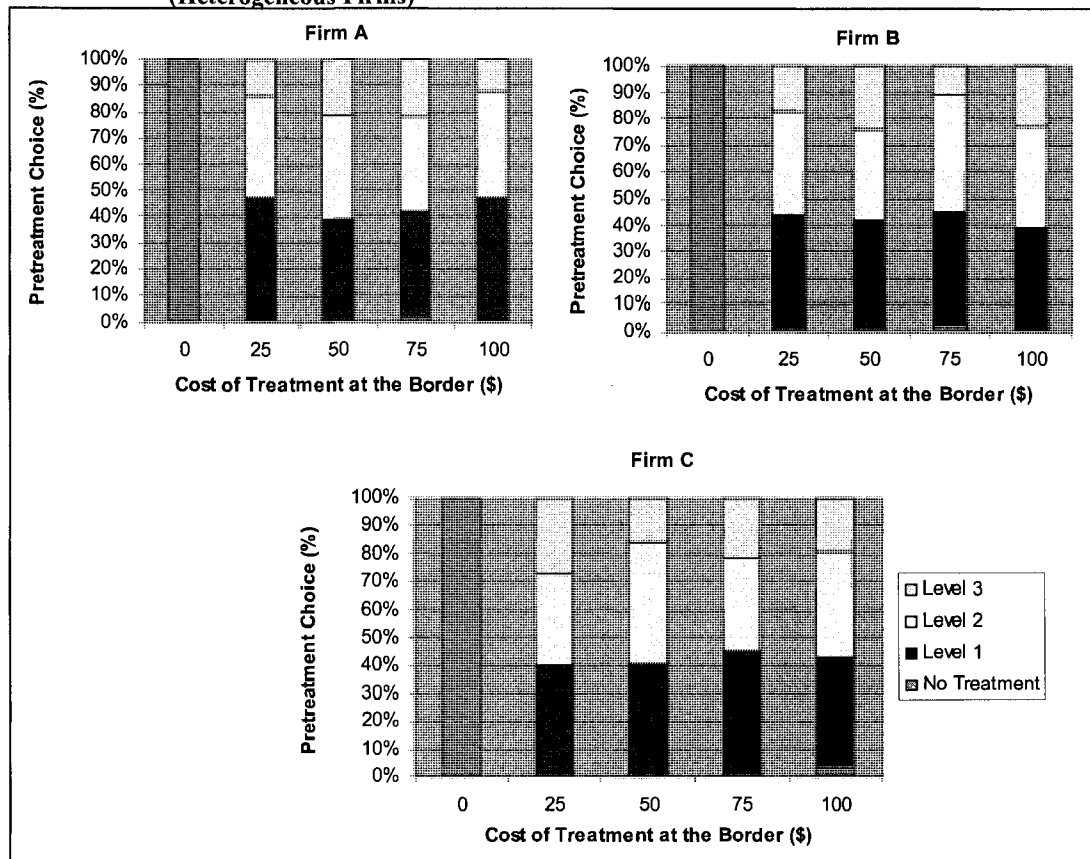 (Heterogeneous Firms)
Firm A
Pretreatment Choice (%)
100%
90%
80%
70%
60%
50%
40%
30%
20%
10%
0%
0 25 50 75 100
Cost of Treatment at the Border ($)
Firm B
Pretreatment Choice (%)
100%
90%
80%
70%
60%
50%
40%
30%
20%
10%
0%
0 25 50 75 100
Cost of Treatment at the Border ($)
Firm C
Pretreatment Choice (%)
100%
90%
80%
70%
60%
50%
40%
30%
20%
10%
0%
0 25 50 75 100
Cost of Treatment at the Border ($)
Level 3
Level 2
Level 1
No Treatment